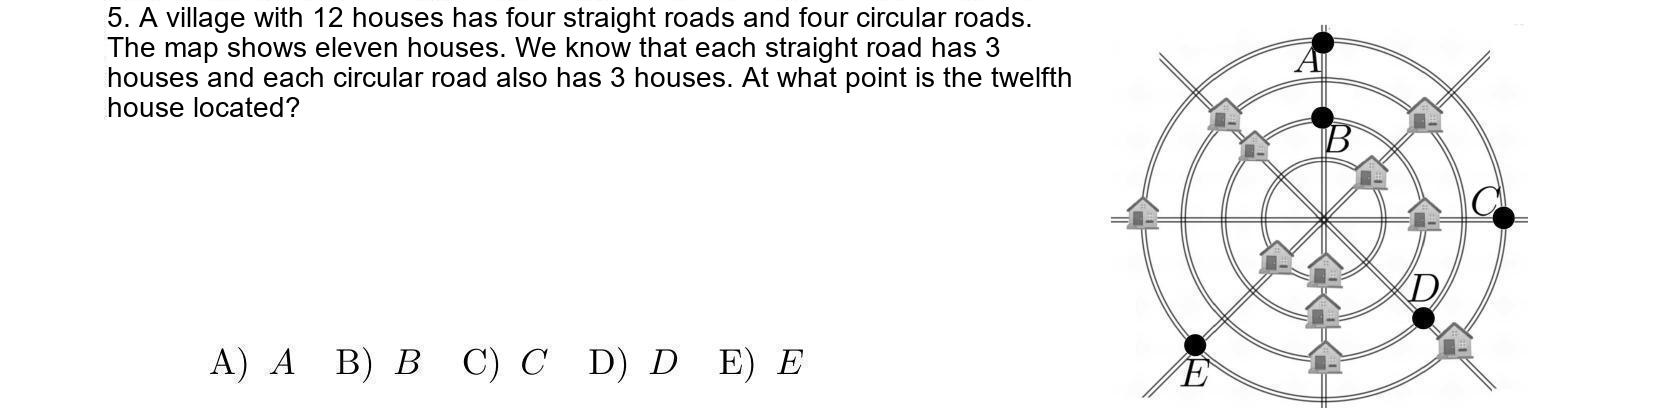 5. A village with 12 houses has four straight roads and four circular roads.
The map shows eleven houses. We know that each straight road has 3
houses and each circular road also has 3 houses. At what point is the twelfth
house located?
A
B
C
D
E
A) A B) B C) C D) D E) E